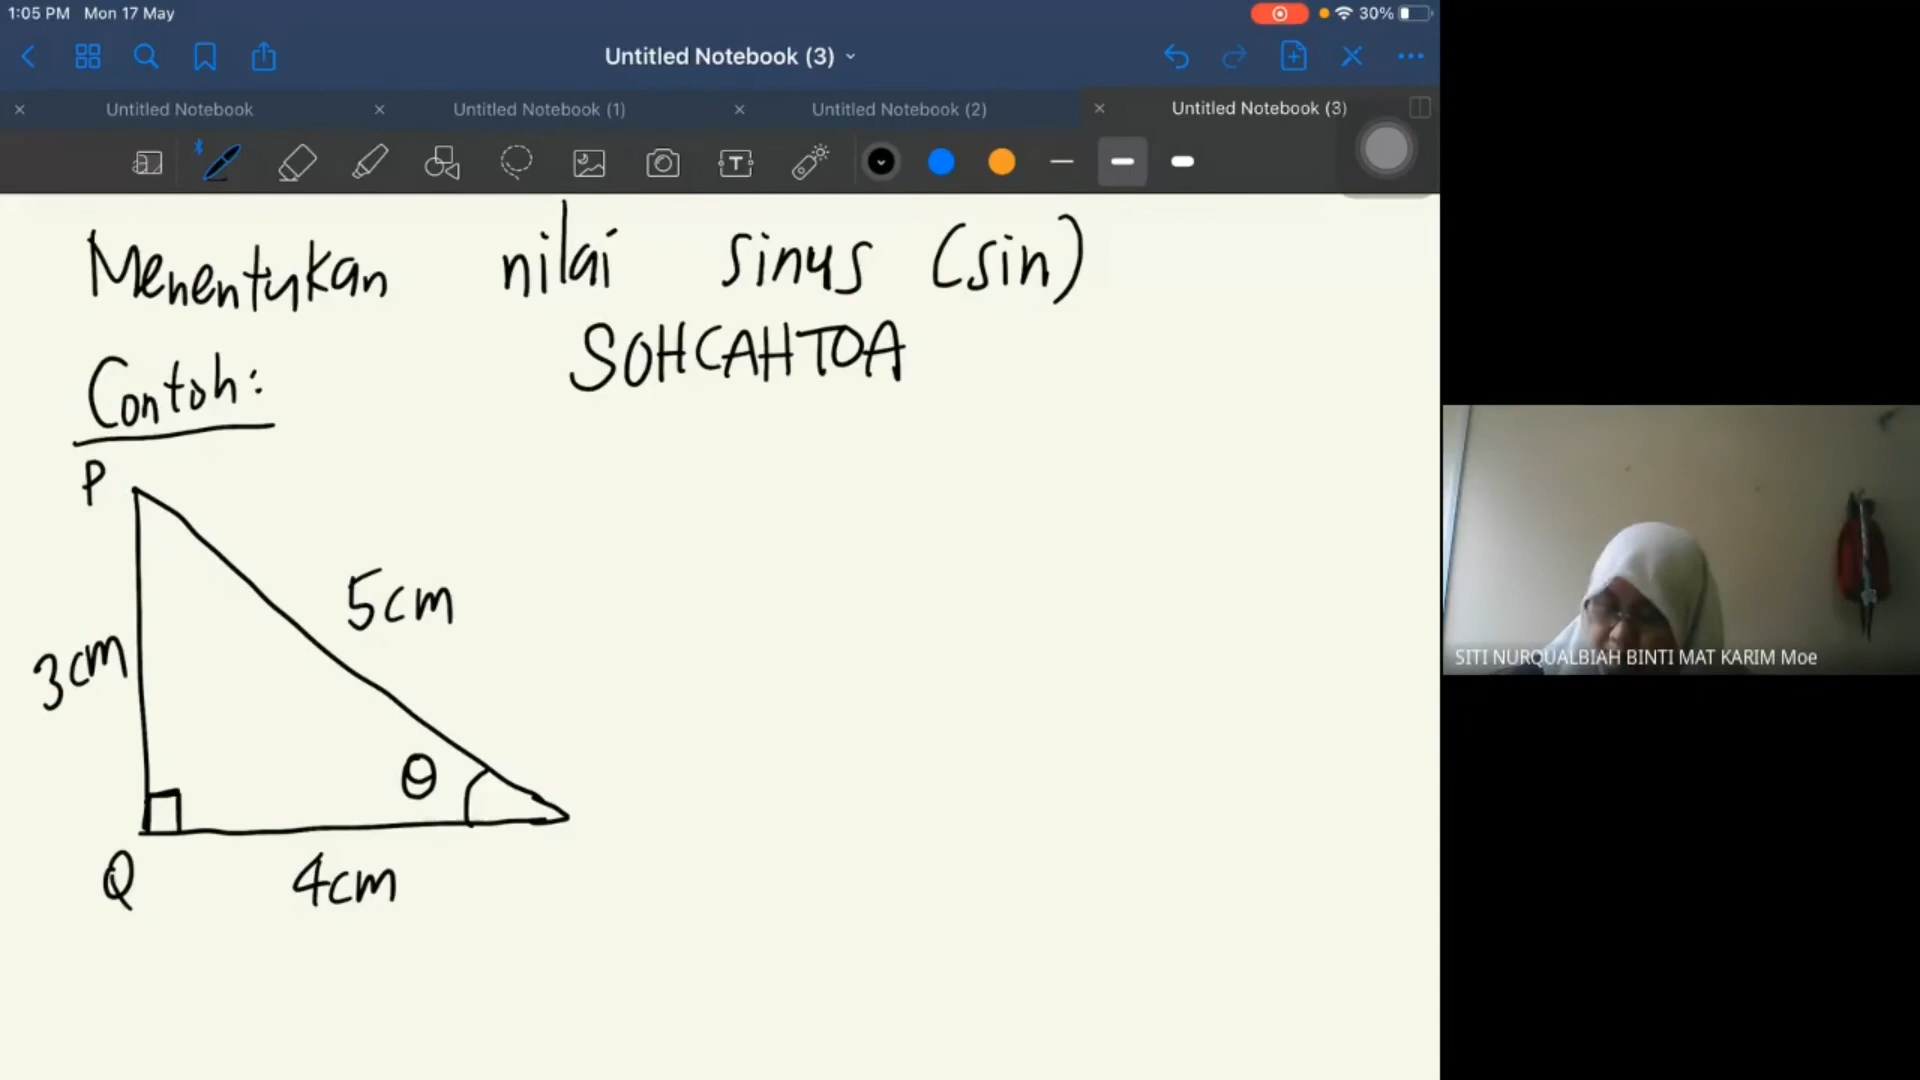 1:05 PM Mon 17 May
30%
Untitled Notebook (3)
Untitled Notebook
Untitled Notebook (1)
Untitled Notebook (2)
Untitled Notebook (3)
T
Menentukan nilai sinus (sin)
SOHCAHTOA
Contoh:
P
5cm
3cm
θ
Q
4cm
SITI NURQUALBIAH BINTI MAT KARIM Moe